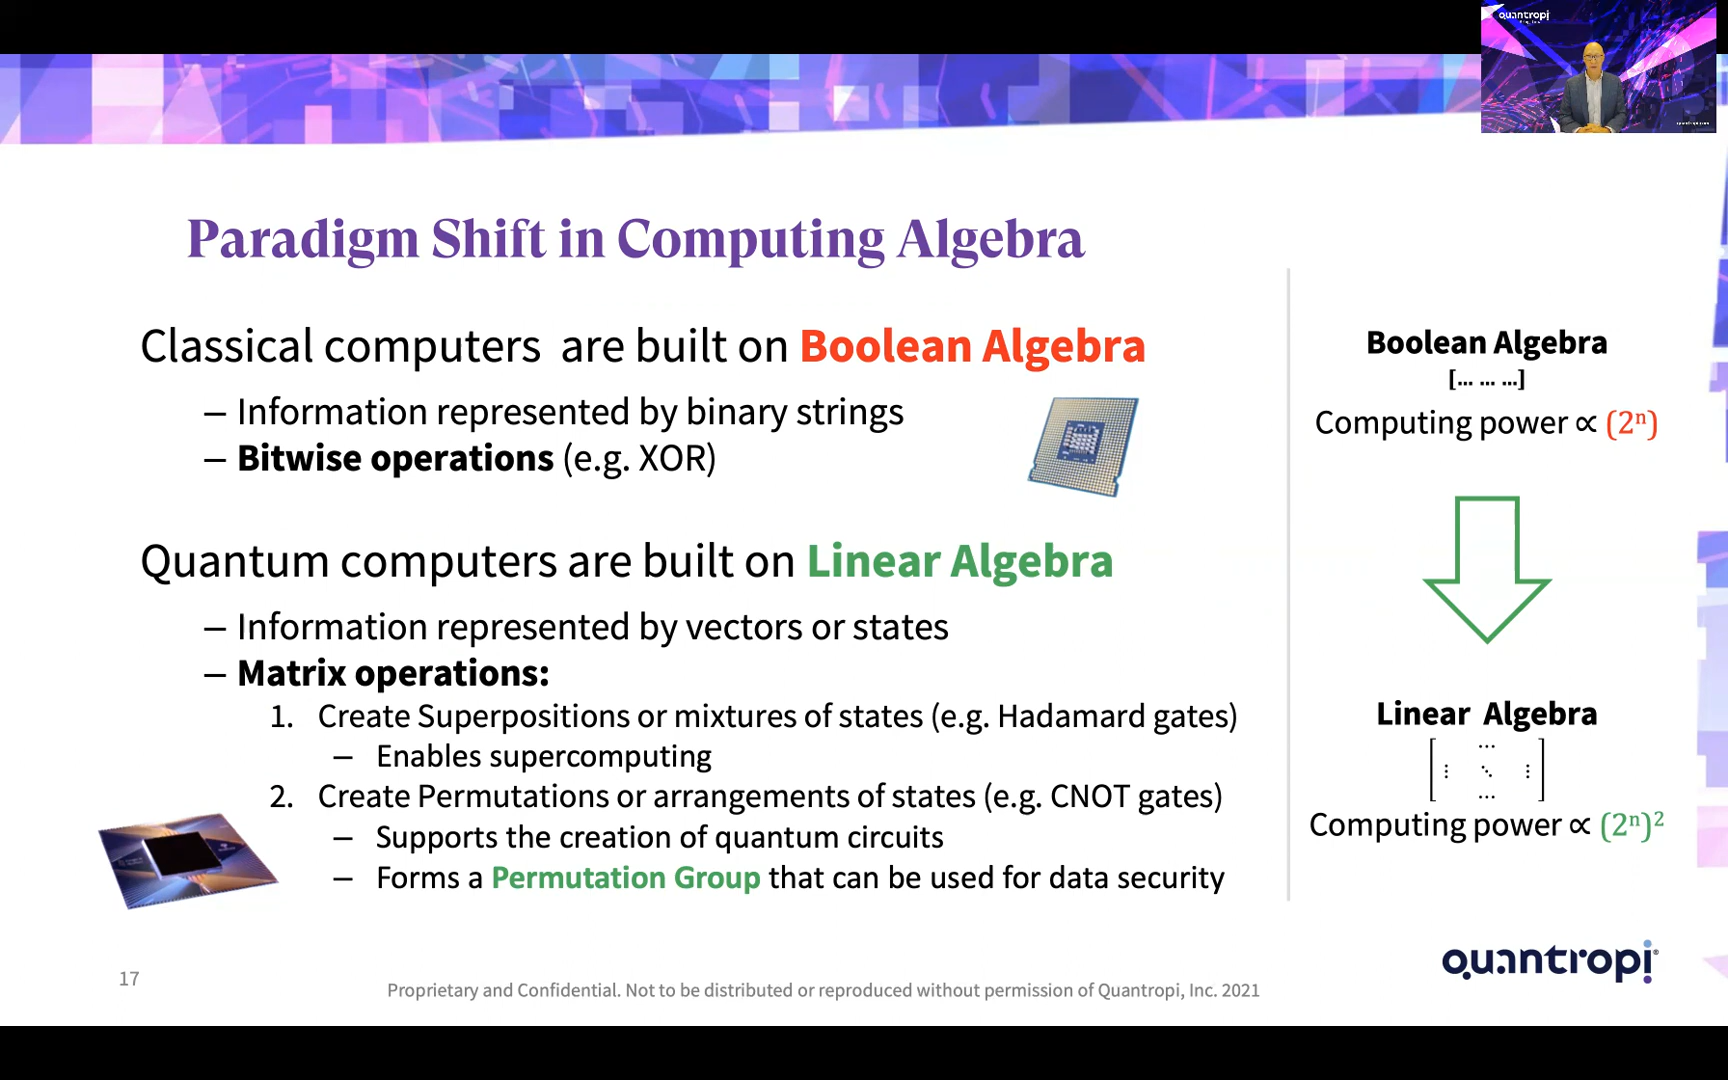 quantropi
Paradigm Shift in Computing Algebra
Classical computers are built on Boolean Algebra
– Information represented by binary strings
– Bitwise operations (e.g. XOR)
Quantum computers are built on Linear Algebra
– Information represented by vectors or states
– Matrix operations:
1. Create Superpositions or mixtures of states (e.g. Hadamard gates)
– Enables supercomputing
2. Create Permutations or arrangements of states (e.g. CNOT gates)
– Supports the creation of quantum circuits
– Forms a Permutation Group that can be used for data security
Boolean Algebra
[... ... ...]
Computing power ∝ (2ⁿ)
Linear Algebra
[⋮ ... ⋱ ... ⋮]
Computing power ∝ (2ⁿ)²
17
Proprietary and Confidential. Not to be distributed or reproduced without permission of Quantropi, Inc. 2021
quantropi®